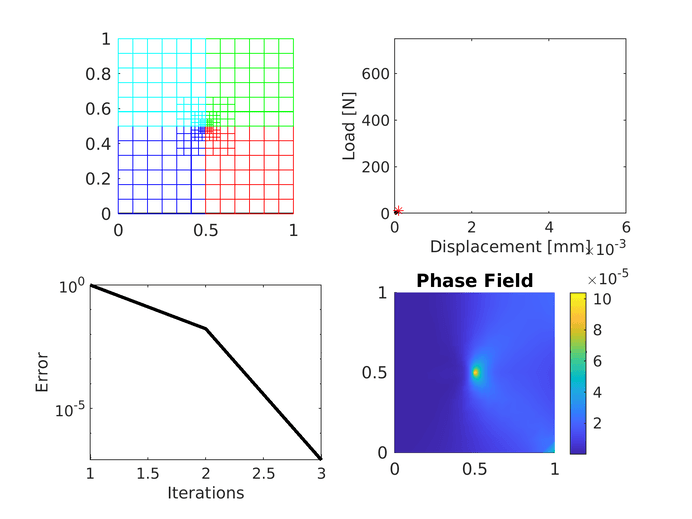 1
0.8
0.6
0.4
0.2
0
0 0.5 1
600
400
200
0
0 2 4 6
Load [N]
Displacement [mm]
×10-3
100
10-5
Error
1 1.5 2 2.5 3
Iterations
Phase Field
×10-5
1
0.5
0
0 0.5 1
10
8
6
4
2